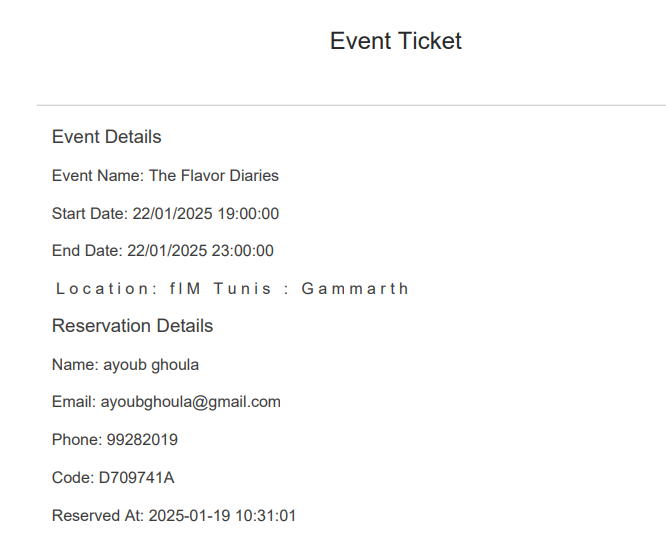 Event Ticket
Event Details
Event Name: The Flavor Diaries
Start Date: 22/01/2025 19:00:00
End Date: 22/01/2025 23:00:00
Location: flM Tunis : Gammarth
Reservation Details
Name: ayoub ghoula
Email: ayoubghoula@gmail.com
Phone: 99282019
Code: D709741A
Reserved At: 2025-01-19 10:31:01